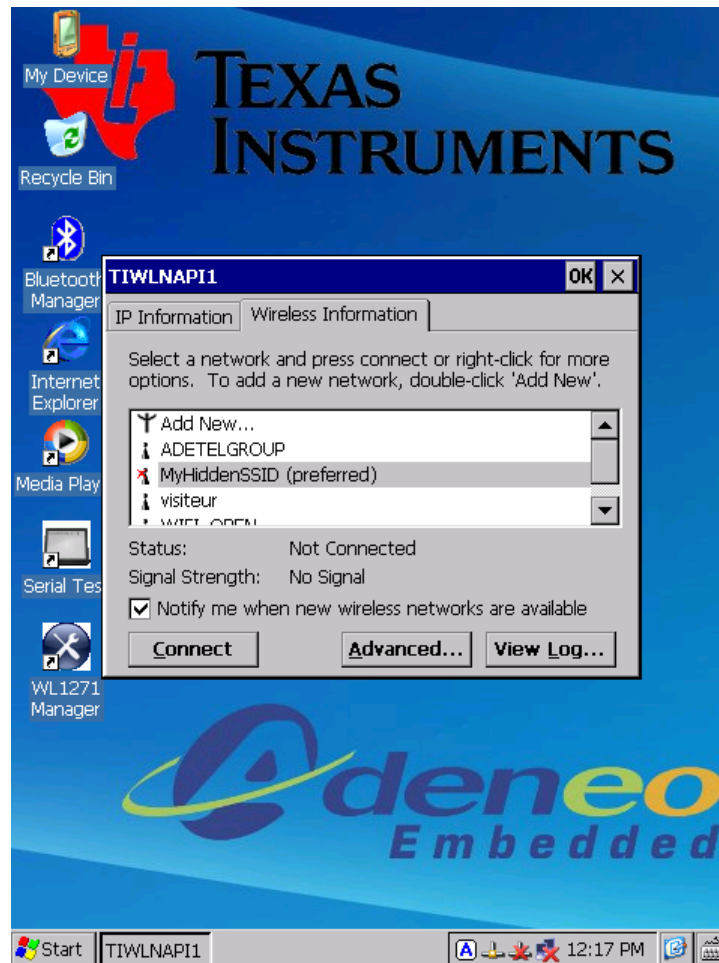 My Device
TEXAS
INSTRUMENTS
Recycle Bin
Bluetooth
Manager
TIWLNAPI1
OK
IP Information
Wireless Information
Select a network and press connect or right-click for more
options. To add a new network, double-click 'Add New'.
Internet
Explorer
Add New...
ADETELGROUP
MyHiddenSSID (preferred)
visiteur
WIFI_OPEN
Media Play
Status: Not Connected
Signal Strength: No Signal
Notify me when new wireless networks are available
Serial Tes
Connect
Advanced...
View Log...
WL1271
Manager
Adeneo
Embedded
Start
TIWLNAPI1
A
12:17 PM